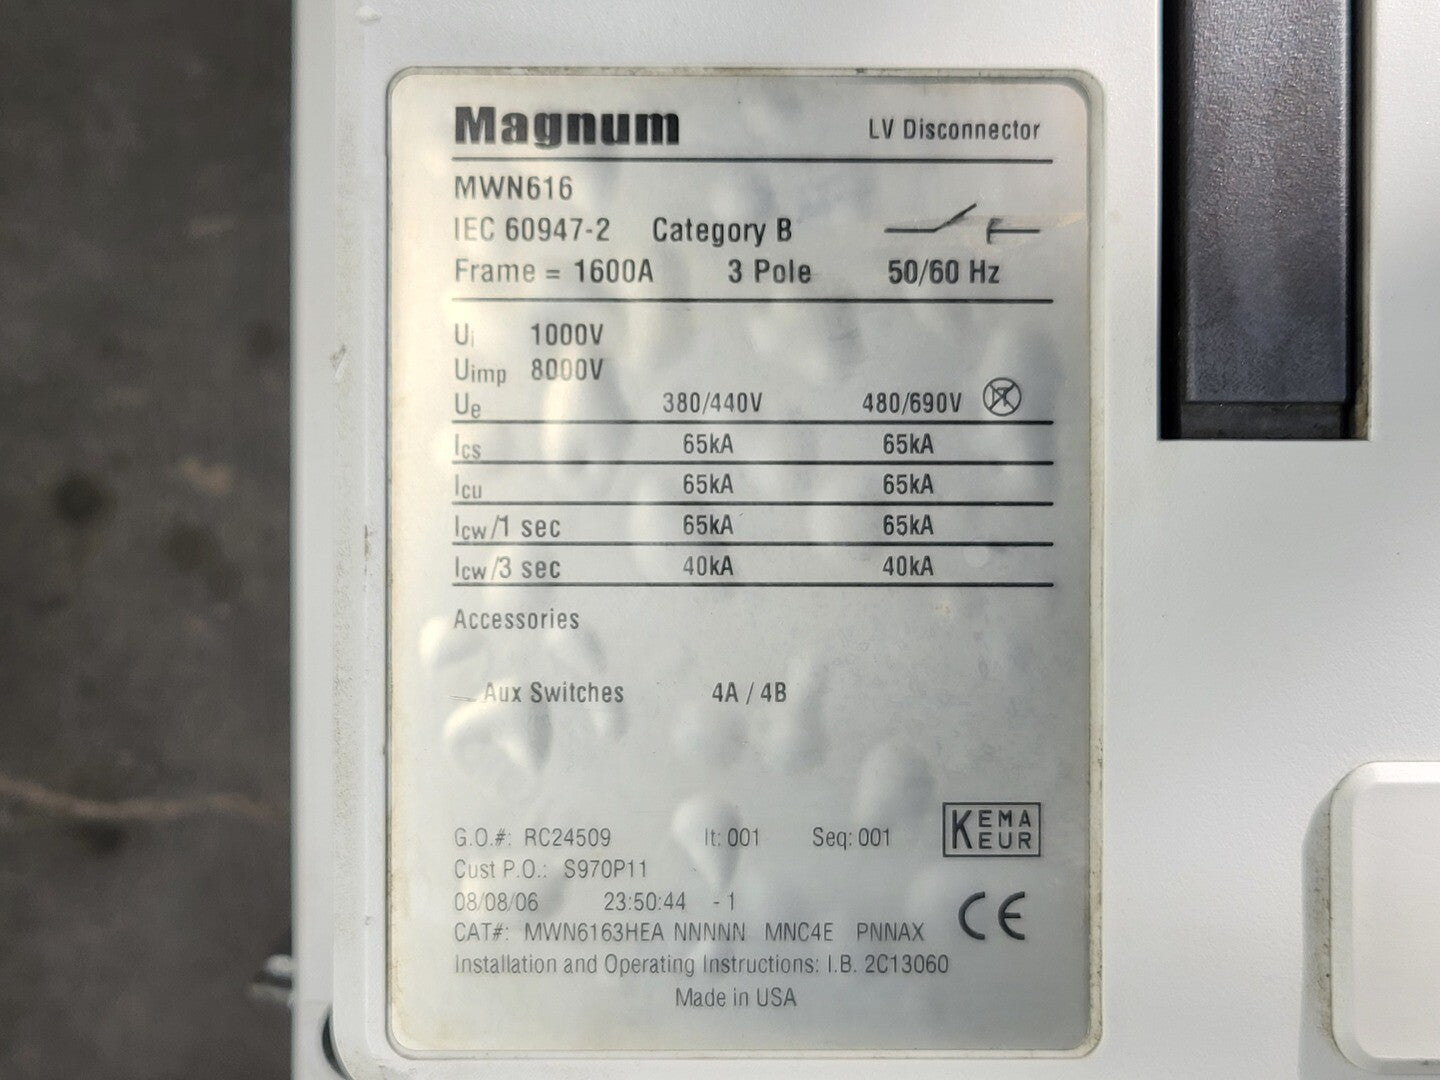 Magnum LV Disconnector
MWN616
IEC 60947-2 Category B
Frame = 1600A 3 Pole 50/60 Hz
Ui 1000V
Uimp 8000V
Ue 380/440V 480/690V
Ics 65kA 65kA
Icu 65kA 65kA
Icw/1 sec 65kA 65kA
Icw/3 sec 40kA 40kA
Accessories
Aux Switches 4A / 4B
G.O.#: RC24509 It: 001 Seq: 001
KEMA EUR
Cust P.O.: S970P11
08/08/06 23:50:44 - 1
CE
CAT#: MWN6163HEA NNNNN MNC4E PNNAX
Installation and Operating Instructions: I.B. 2C13060
Made in USA